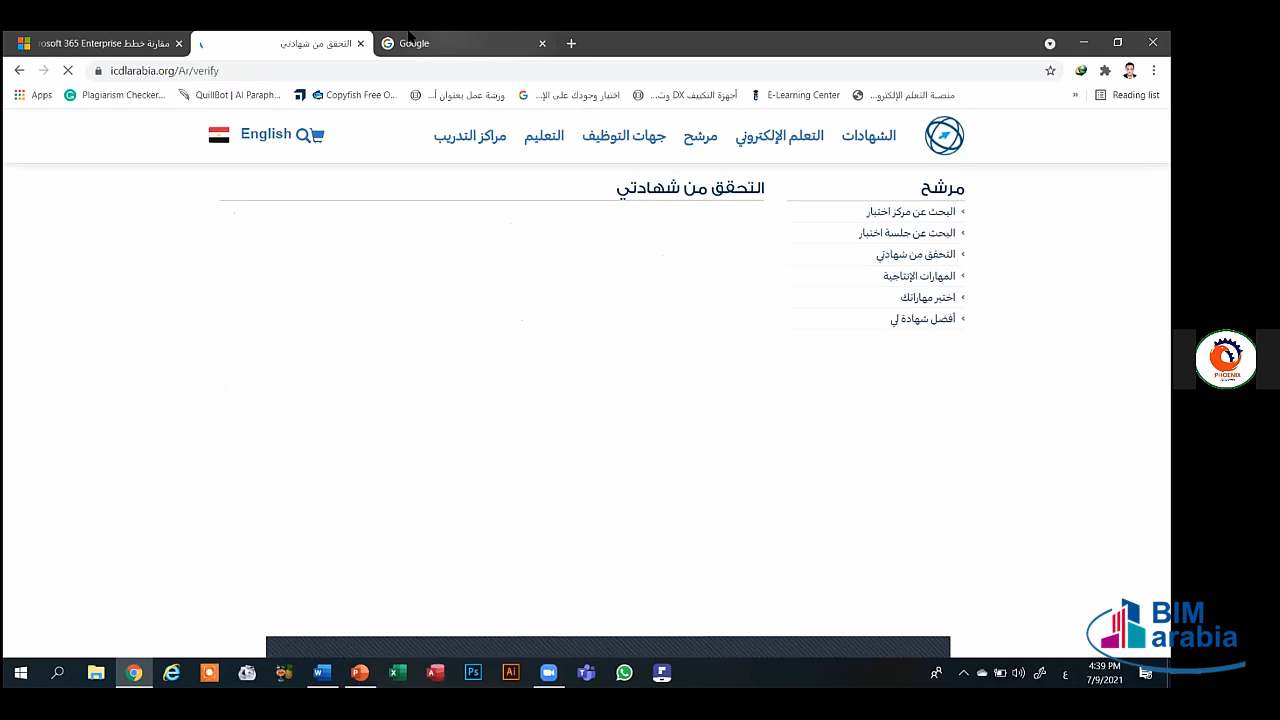 rosoft 365 Enterprise مقارنة خطط
التحقق من شهادتي
Google
icdlarabia.org/Ar/verify
Apps
Plagiarism Checker...
QuillBot | AI Paraph...
Copyfish Free O...
ورشة عمل بعنوان أ...
اختبار وجودك على الإ...
أجهزة التكييف DX وت...
E-Learning Center
منصة التعلم الإلكترو...
»
Reading list
الشهادات
التعلم الإلكتروني
مرشح
جهات التوظيف
التعليم
مراكز التدريب
English
مرشح
البحث عن مركز اختبار
البحث عن جلسة اختبار
التحقق من شهادتي
المهارات الإنتاجية
اختبر مهاراتك
أفضل شهادة لي
التحقق من شهادتي
PHOENIX
BIM
arabia
Ps
Ai
ع
4:39 PM
7/9/2021